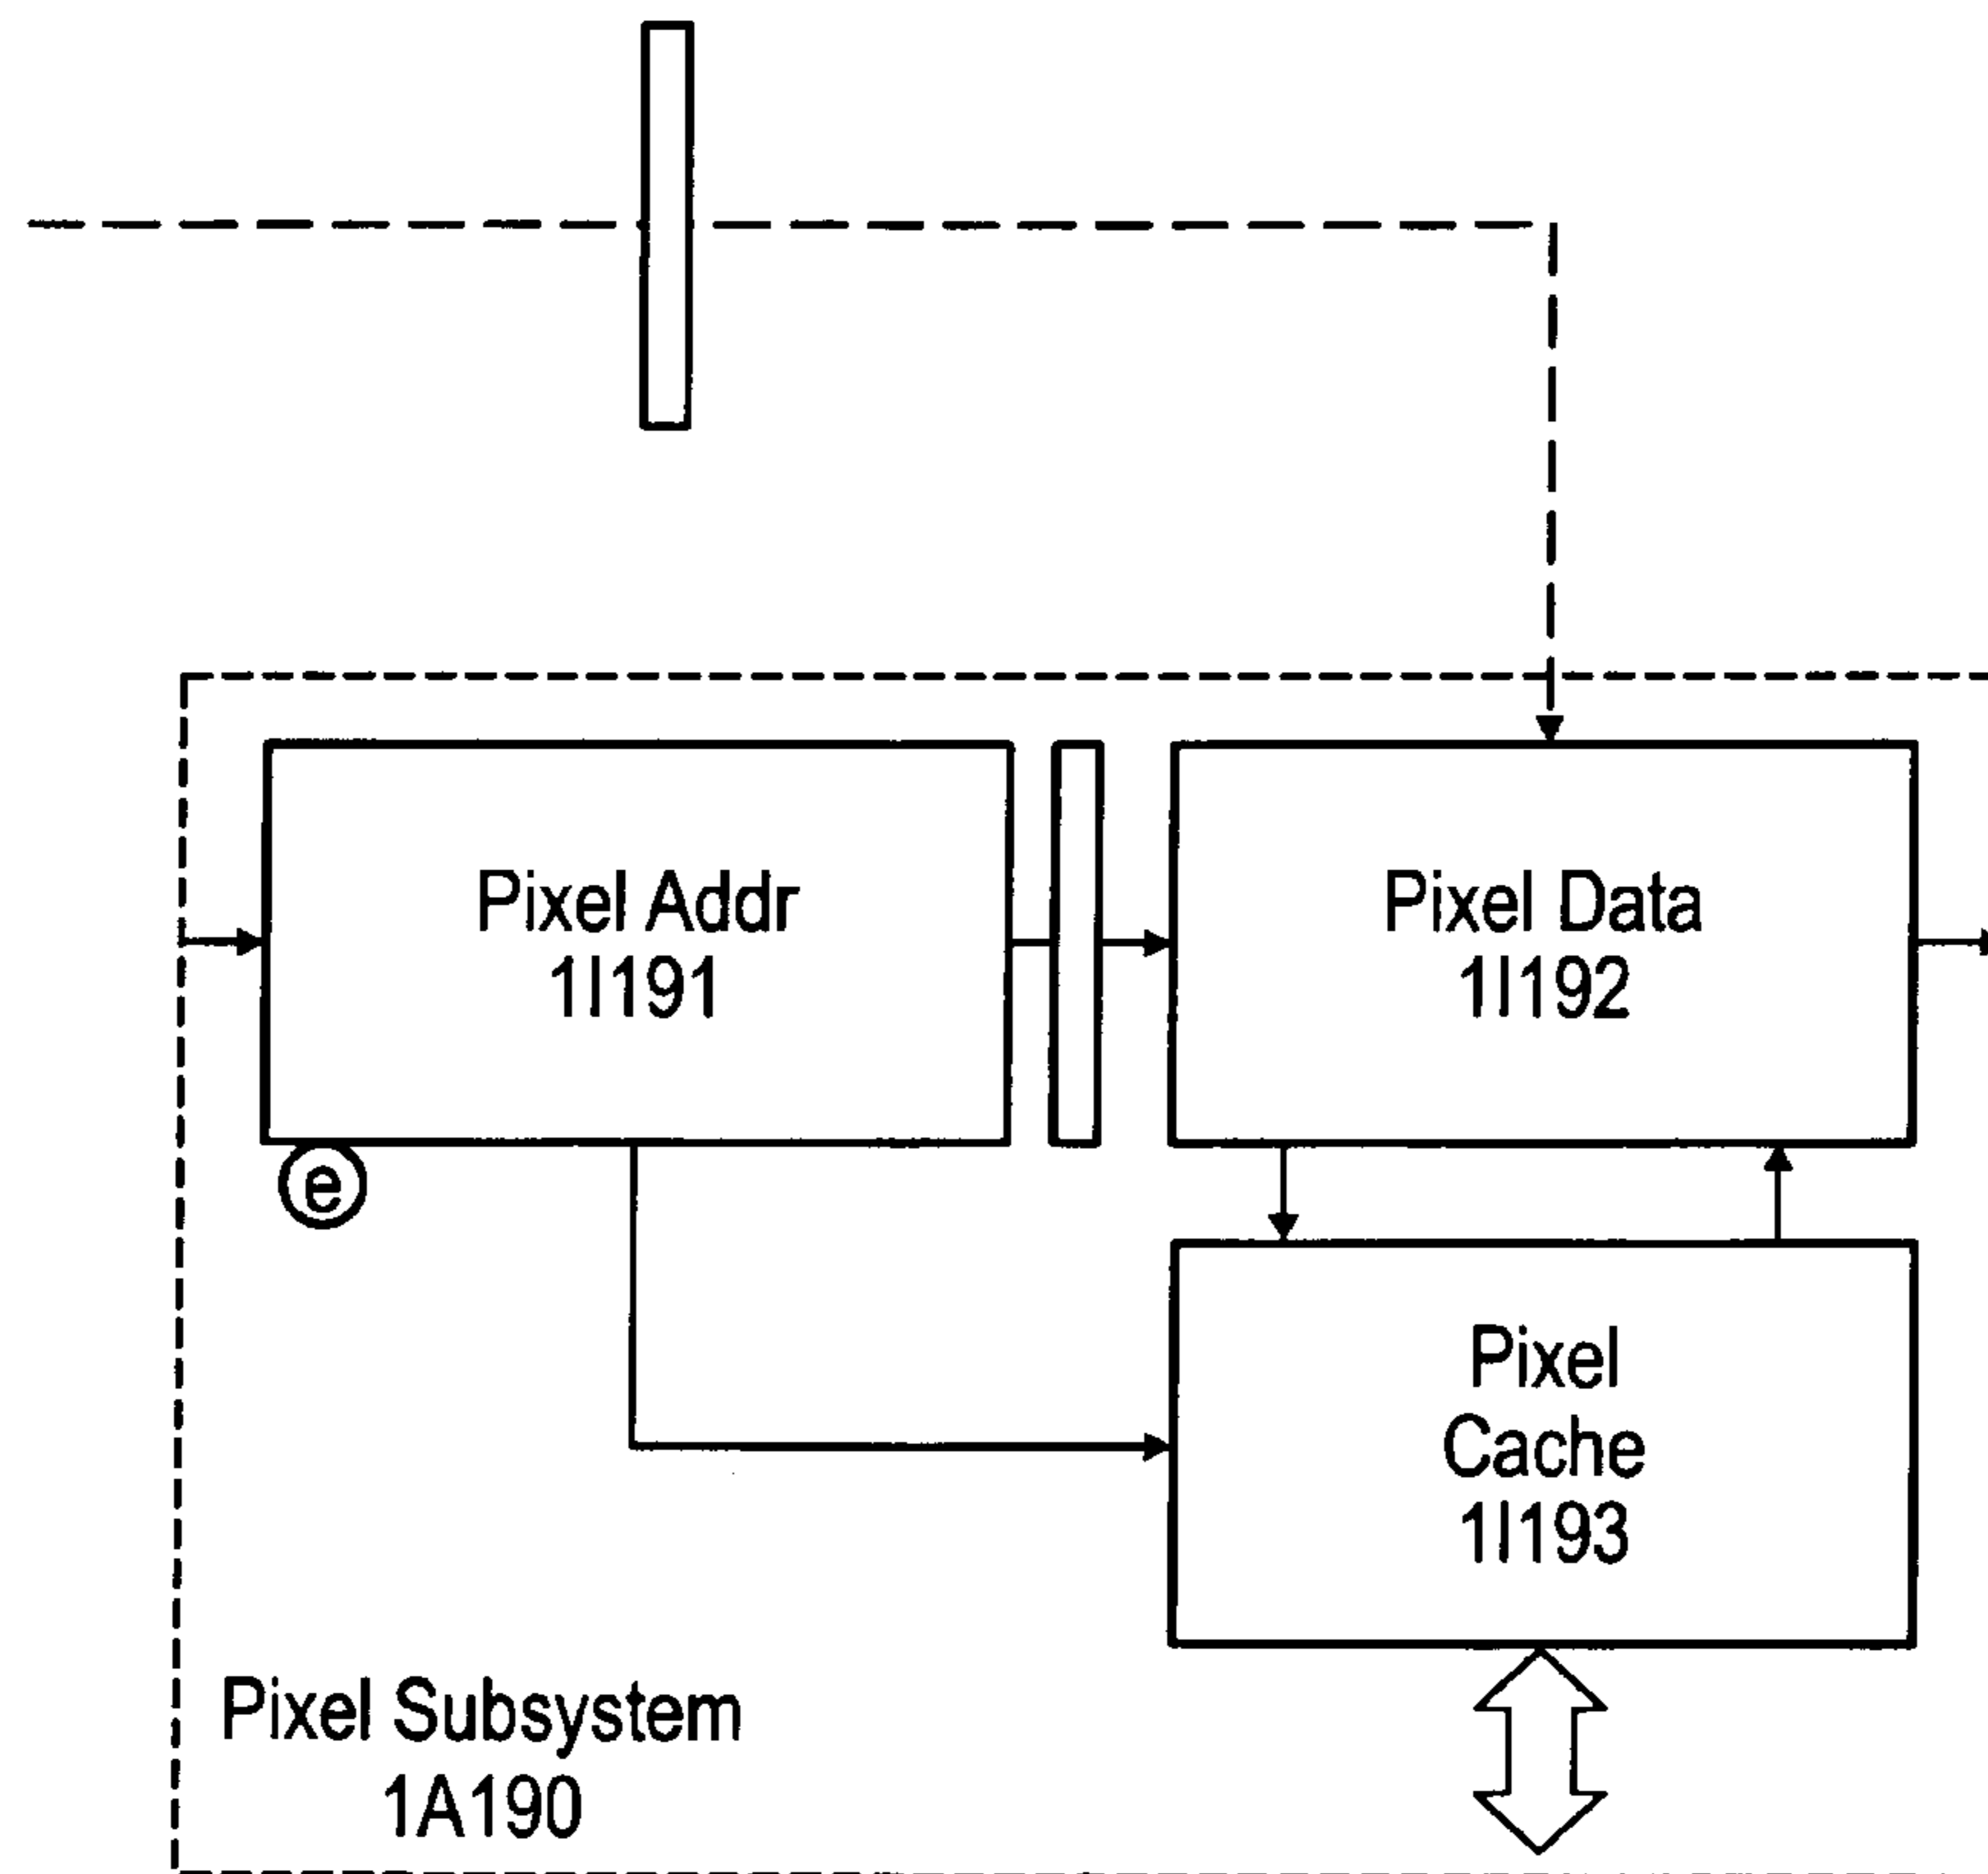 Pixel Addr
1I191
Pixel Data
1I192
e
Pixel
Cache
1I193
Pixel Subsystem
1A190